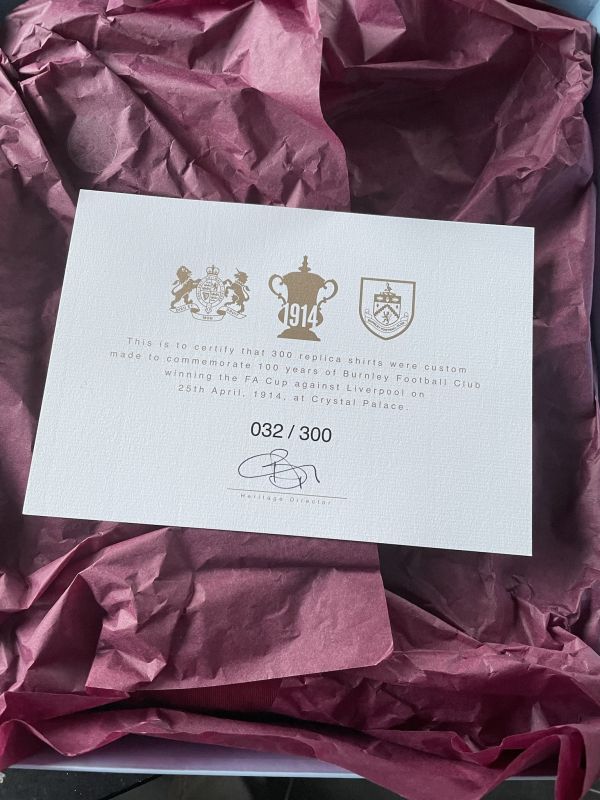 1914
This is to certify that 300 replica shirts were custom
made to commemorate 100 years of Burnley Football Club
winning the FA Cup against Liverpool on
25th April, 1914, at Crystal Palace.
032 / 300
Heritage Director